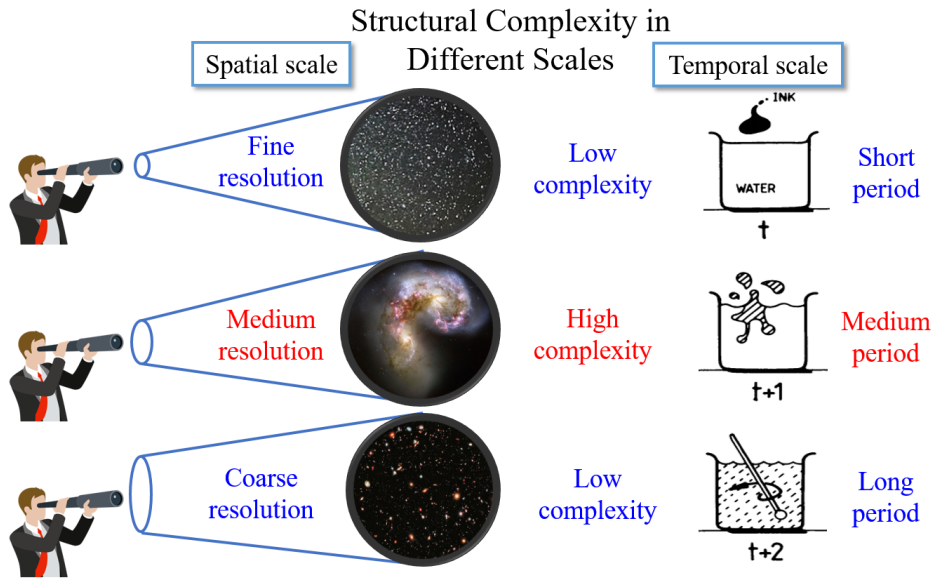 Structural Complexity in
Different Scales
Spatial scale
Temporal scale
Fine
resolution
Low
complexity
INK
WATER
t
Short
period
Medium
resolution
High
complexity
t+1
Medium
period
Coarse
resolution
Low
complexity
t+2
Long
period